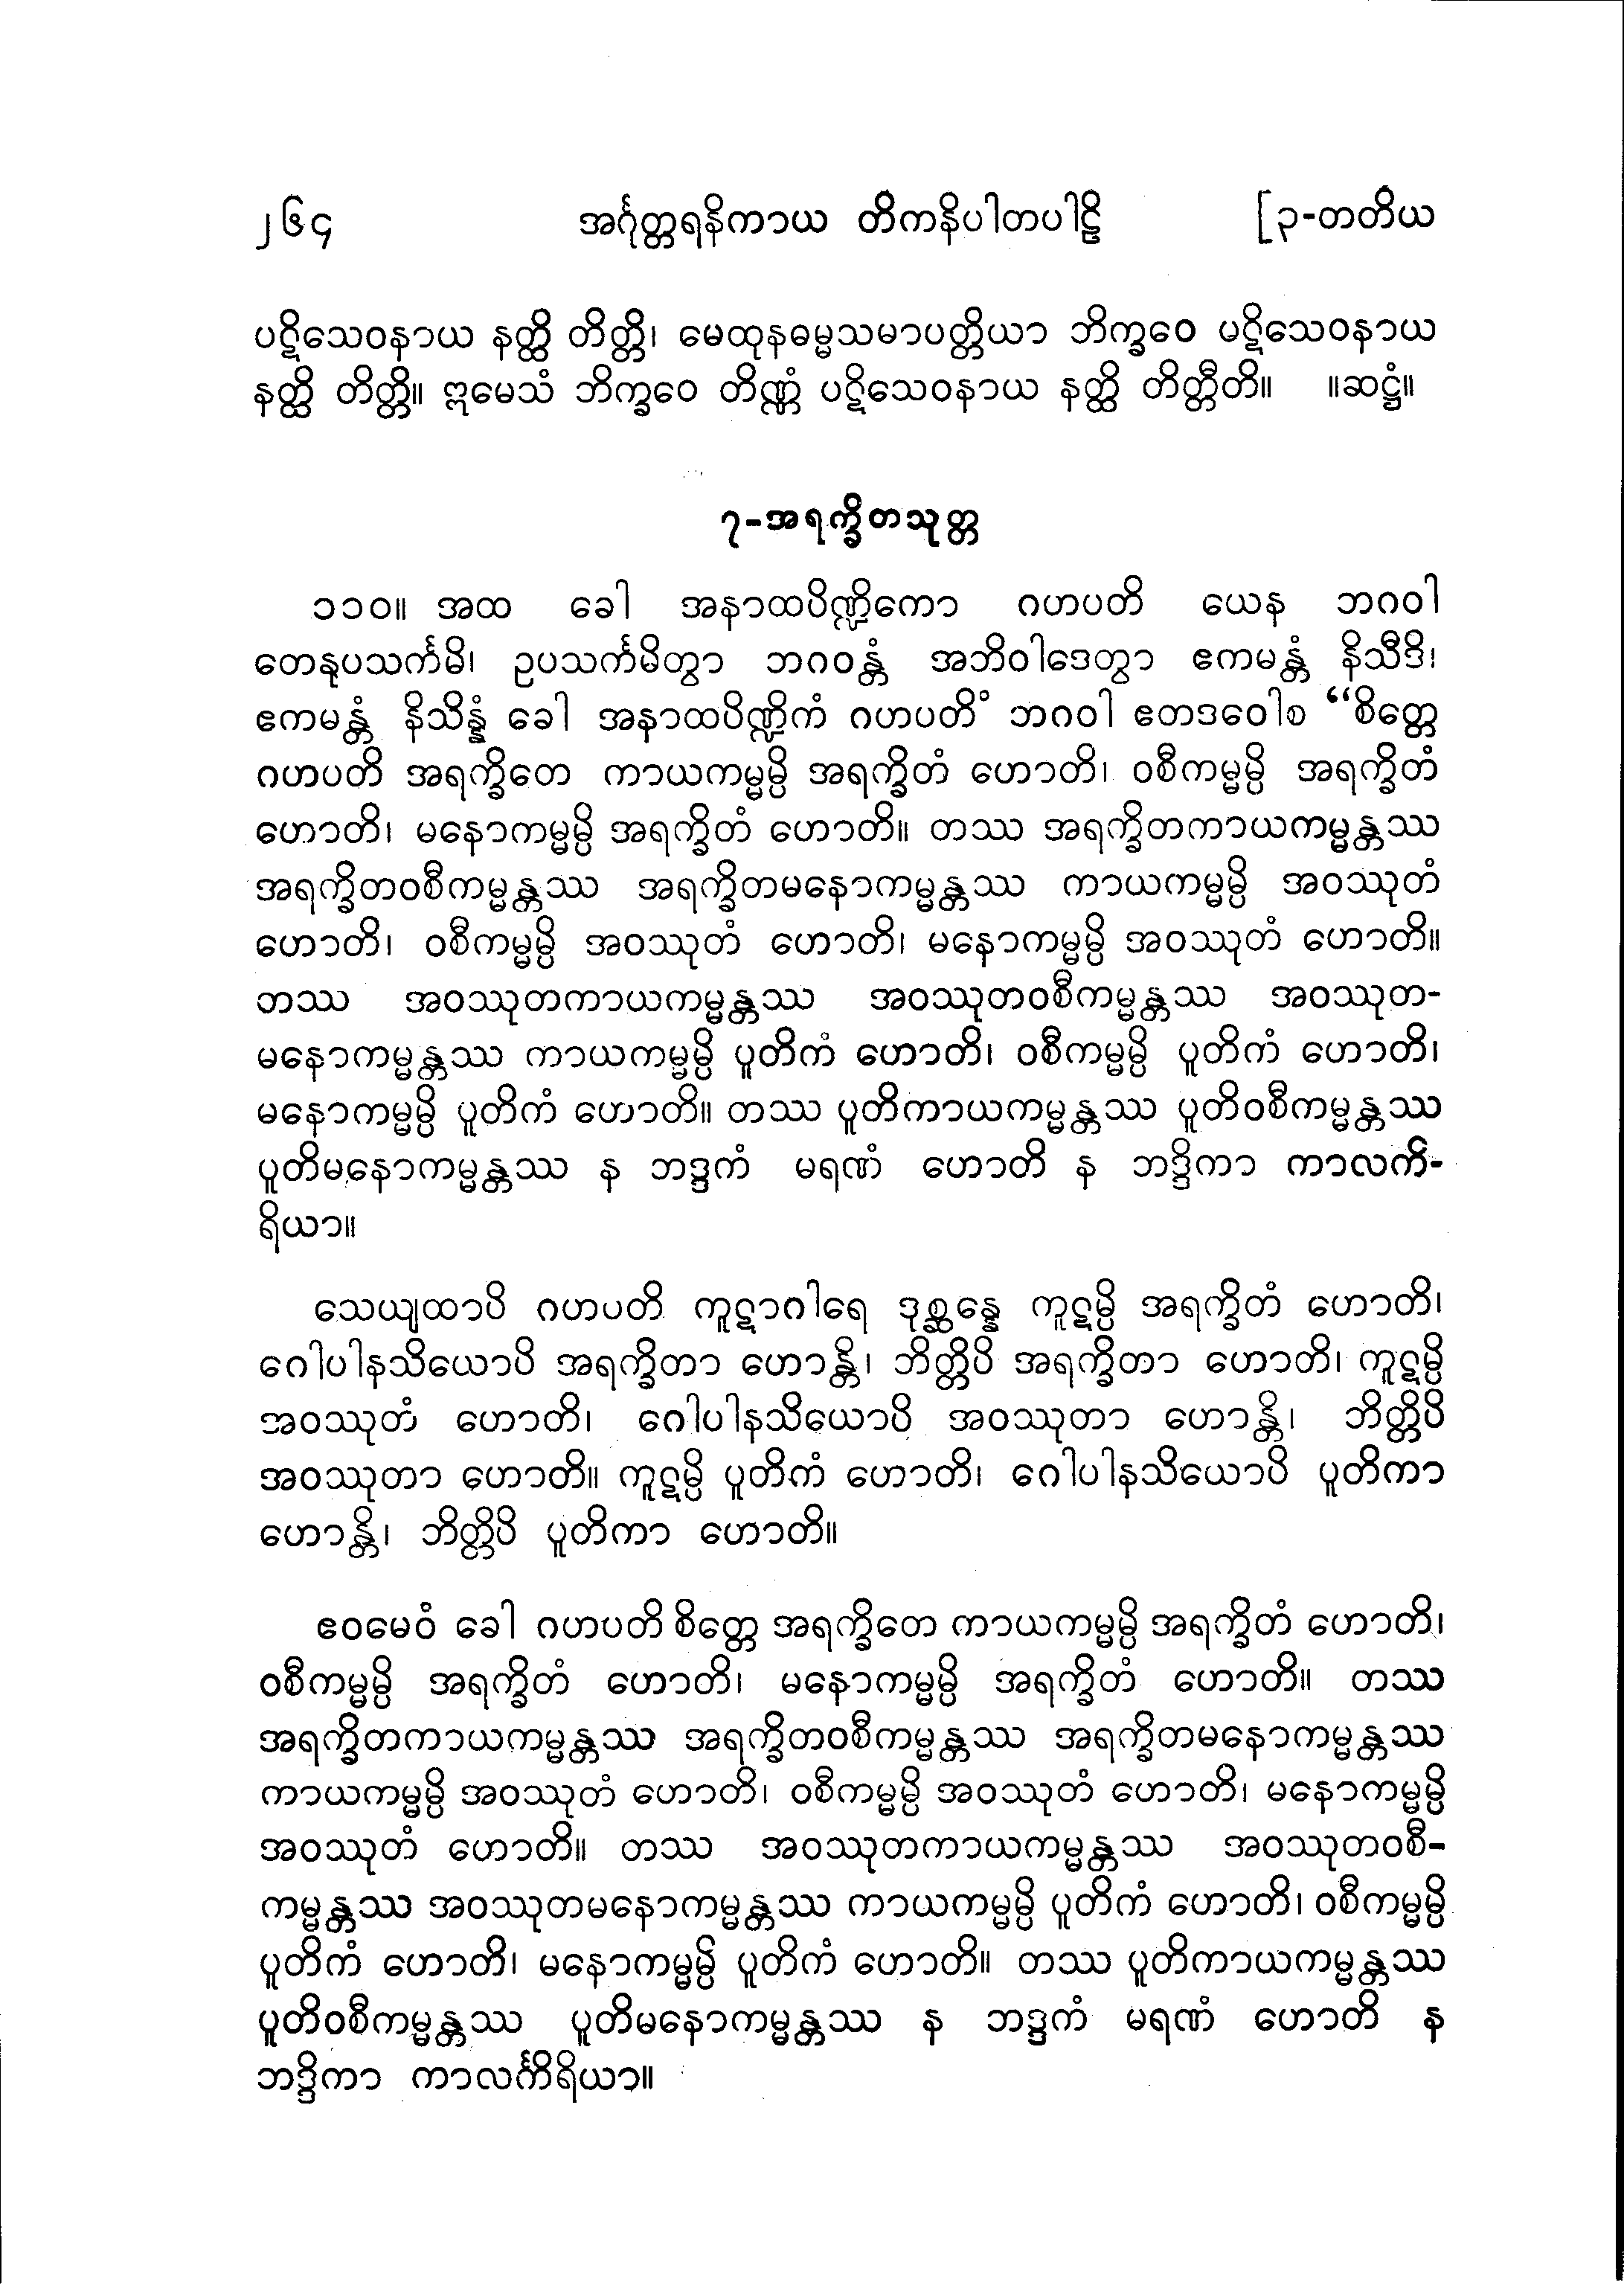 ၂၆၄ အင်္ဂုတ္တရနိကာယ တိကနိပါတပါဠိ [၃-တတိယ
ပဋိသေဝနာယ နတ္ထိ တိတ္တိ၊ မေထုနဓမ္မသမာပတ္တိယာ ဘိက္ခဝေ ပဋိသေဝနာယ
နတ္ထိ တိတ္တိ။ ဣမေသံ ဘိက္ခဝေ တိဏ္ဏံ ပဋိသေဝနာယ နတ္ထိ တိတ္တီတိ။ ။ဆဋ္ဌံ။
၇-အရက္ခိတသုတ္တ
၁၁၀။ အထ ခေါ အနာထပိဏ္ဍိကော ဂဟပတိ ယေန ဘဂဝါ
တေနုပသင်္ကမိ၊ ဥပသင်္ကမိတွာ ဘဂဝန္တံ အဘိဝါဒေတွာ ဧကမန္တံ နိသီဒိ၊
ဧကမန္တံ နိသိန္နံ ခေါ အနာထပိဏ္ဍိကံ ဂဟပတိံ ဘဂဝါ ဧတဒဝေါစ “စိတ္တေ
ဂဟပတိ အရက္ခိတေ ကာယကမ္မမ္ပိ အရက္ခိတံ ဟောတိ၊ ဝစီကမ္မမ္ပိ အရက္ခိတံ
ဟောတိ၊ မနောကမ္မမ္ပိ အရက္ခိတံ ဟောတိ။ တဿ အရက္ခိတကာယကမ္မန္တဿ
အရက္ခိတဝစီကမ္မန္တဿ အရက္ခိတမနောကမ္မန္တဿ ကာယကမ္မမ္ပိ အဝဿုတံ
ဟောတိ၊ ဝစီကမ္မမ္ပိ အဝဿုတံ ဟောတိ၊ မနောကမ္မမ္ပိ အဝဿုတံ ဟောတိ။
တဿ အဝဿုတကာယကမ္မန္တဿ အဝဿုတဝစီကမ္မန္တဿ အဝဿုတ-
မနောကမ္မန္တဿ ကာယကမ္မမ္ပိ ပူတိကံ ဟောတိ၊ ဝစီကမ္မမ္ပိ ပူတိကံ ဟောတိ၊
မနောကမ္မမ္ပိ ပူတိကံ ဟောတိ။ တဿ ပူတိကာယကမ္မန္တဿ ပူတိဝစီကမ္မန္တဿ
ပူတိမနောကမ္မန္တဿ န ဘဒ္ဒကံ မရဏံ ဟောတိ န ဘဒ္ဒိကာ ကာလကိ-
ရိယာ။
သေယျထာပိ ဂဟပတိ ကူဋာဂါရေ ဒုစ္ဆန္နေ ကူဋမ္ပိ အရက္ခိတံ ဟောတိ၊
ဂေါပါနသိယောပိ အရက္ခိတာ ဟောန္တိ၊ ဘိတ္တိပိ အရက္ခိတာ ဟောတိ၊ ကူဋမ္ပိ
အဝဿုတံ ဟောတိ၊ ဂေါပါနသိယောပိ အဝဿုတာ ဟောန္တိ၊ ဘိတ္တိပိ
အဝဿုတာ ဟောတိ။ ကူဋမ္ပိ ပူတိကံ ဟောတိ၊ ဂေါပါနသိယောပိ ပူတိကာ
ဟောန္တိ၊ ဘိတ္တိပိ ပူတိကာ ဟောတိ။
ဧဝမေဝံ ခေါ ဂဟပတိ စိတ္တေ အရက္ခိတေ ကာယကမ္မမ္ပိ အရက္ခိတံ ဟောတိ၊
ဝစီကမ္မမ္ပိ အရက္ခိတံ ဟောတိ၊ မနောကမ္မမ္ပိ အရက္ခိတံ ဟောတိ။ တဿ
အရက္ခိတကာယကမ္မန္တဿ အရက္ခိတဝစီကမ္မန္တဿ အရက္ခိတမနောကမ္မန္တဿ
ကာယကမ္မမ္ပိ အဝဿုတံ ဟောတိ၊ ဝစီကမ္မမ္ပိ အဝဿုတံ ဟောတိ၊ မနောကမ္မမ္ပိ
အဝဿုတံ ဟောတိ။ တဿ အဝဿုတကာယကမ္မန္တဿ အဝဿုတဝစီ-
ကမ္မန္တဿ အဝဿုတမနောကမ္မန္တဿ ကာယကမ္မမ္ပိ ပူတိကံ ဟောတိ၊ ဝစီကမ္မမ္ပိ
ပူတိကံ ဟောတိ၊ မနောကမ္မမ္ပိ ပူတိကံ ဟောတိ။ တဿ ပူတိကာယကမ္မန္တဿ
ပူတိဝစီကမ္မန္တဿ ပူတိမနောကမ္မန္တဿ န ဘဒ္ဒကံ မရဏံ ဟောတိ န
ဘဒ္ဒိကာ ကာလင်္ကိရိယာ။